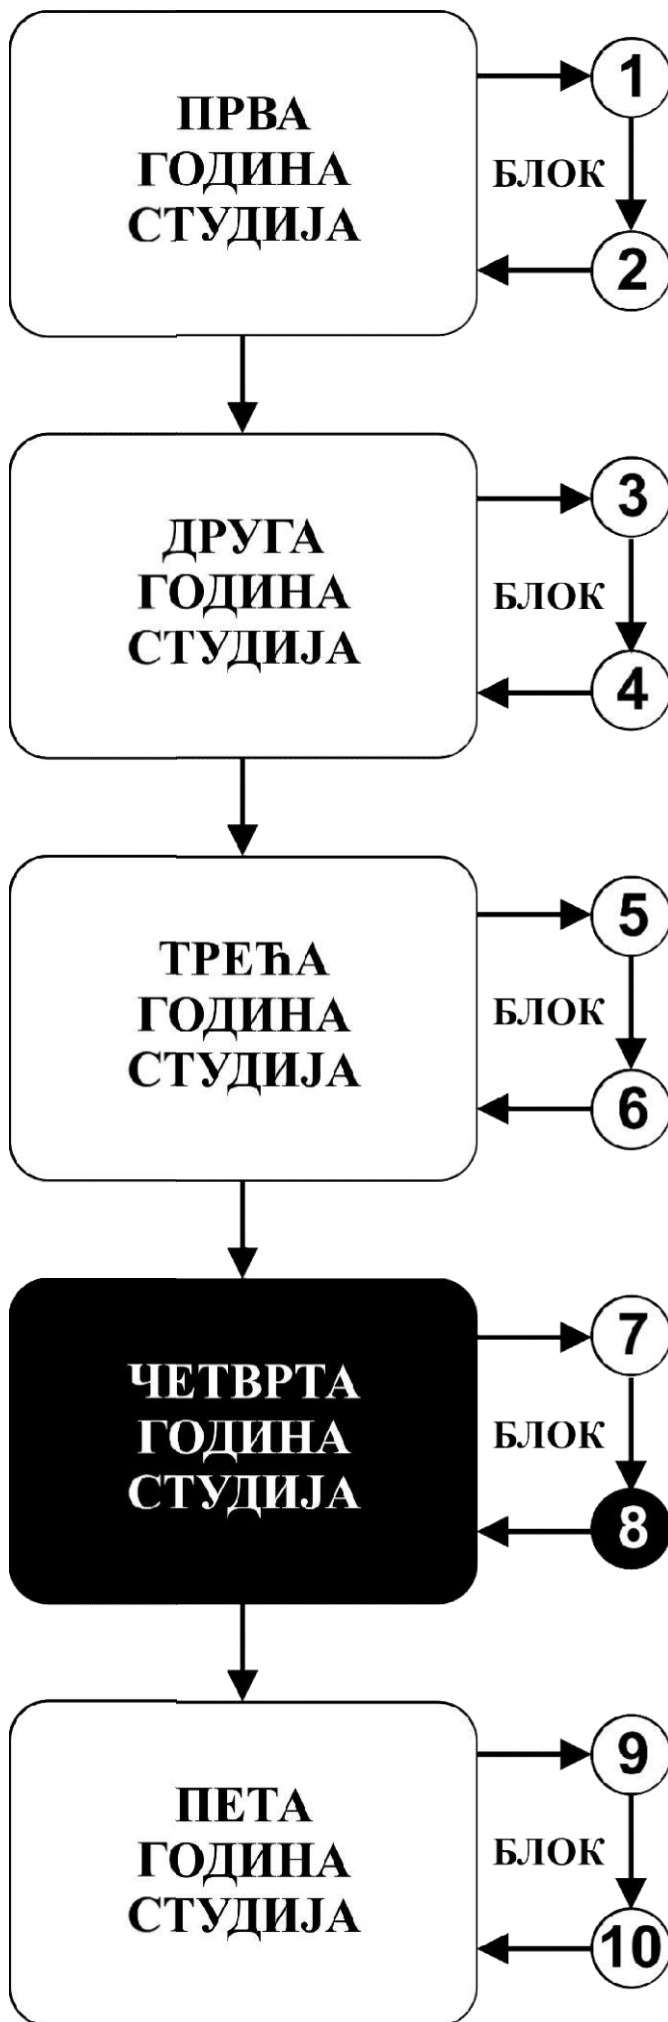 ПРВА
ГОДИНА
СТУДИЈА
1
БЛОК
2
ДРУГА
ГОДИНА
СТУДИЈА
3
БЛОК
4
ТРЕЋА
ГОДИНА
СТУДИЈА
5
БЛОК
6
ЧЕТВРТА
ГОДИНА
СТУДИЈА
7
БЛОК
8
ПЕТА
ГОДИНА
СТУДИЈА
9
БЛОК
10